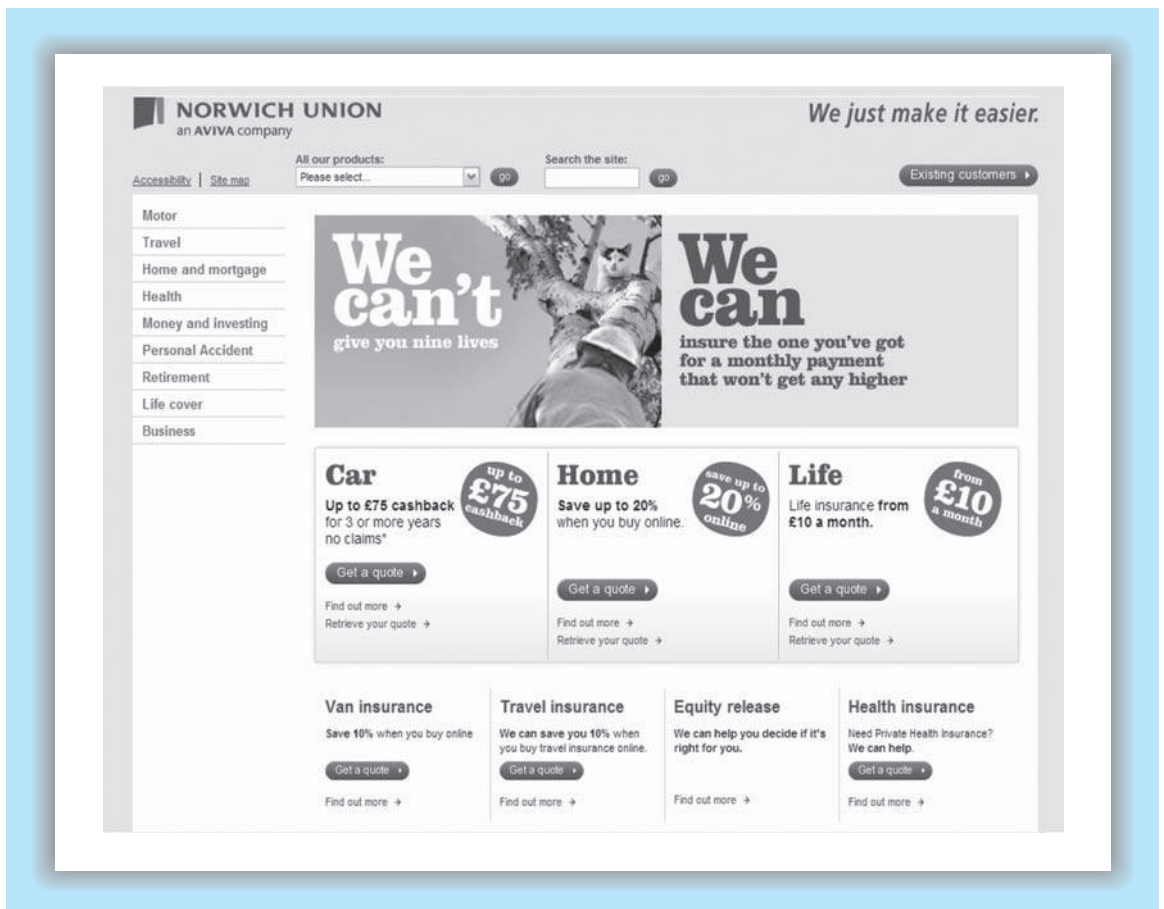 NORWICH UNION
an AVIVA company
We just make it easier.
Accessibility | Site map
All our products:
Please select...
go
Search the site:
go
Existing customers
Motor
Travel
Home and mortgage
Health
Money and investing
Personal Accident
Retirement
Life cover
Business
We
can't
give you nine lives
We
can
insure the one you've got
for a monthly payment
that won't get any higher
Car
Up to £75 cashback
for 3 or more years
no claims*
up to
£75
cashback
Get a quote
Find out more →
Retrieve your quote →
Home
Save up to 20%
when you buy online.
save up to
20%
online
Get a quote
Find out more →
Retrieve your quote →
Life
Life insurance from
£10 a month.
from
£10
a month
Get a quote
Find out more →
Retrieve your quote →
Van insurance
Save 10% when you buy online
Get a quote
Find out more →
Travel insurance
We can save you 10% when
you buy travel insurance online.
Get a quote
Find out more →
Equity release
We can help you decide if it's
right for you.
Find out more →
Health insurance
Need Private Health Insurance?
We can help.
Get a quote
Find out more →